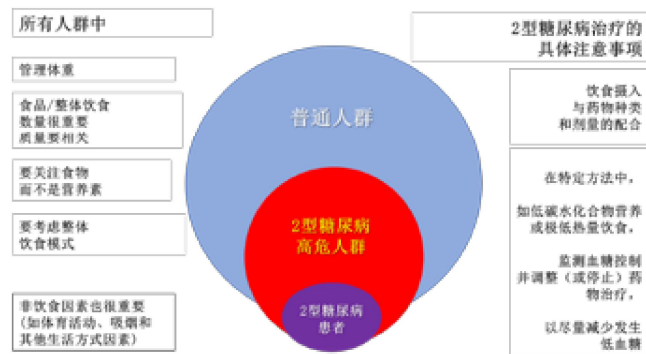 所有人群中
管理体重
食品/整体饮食
数量很重要
质量要相关
要关注食物
而不是营养素
要考虑整体
饮食模式
非饮食因素也很重要
(如体育活动、吸烟和
其他生活方式因素)
普通人群
2型糖尿病
高危人群
2型糖尿病
患者
2型糖尿病治疗的
具体注意事项
饮食摄入
与药物种类
和剂量的配合
在特定方法中，
如低碳水化合物营养
或极低热量饮食，
监测血糖控制
并调整（或停止）药
物治疗，
以尽量减少发生
低血糖